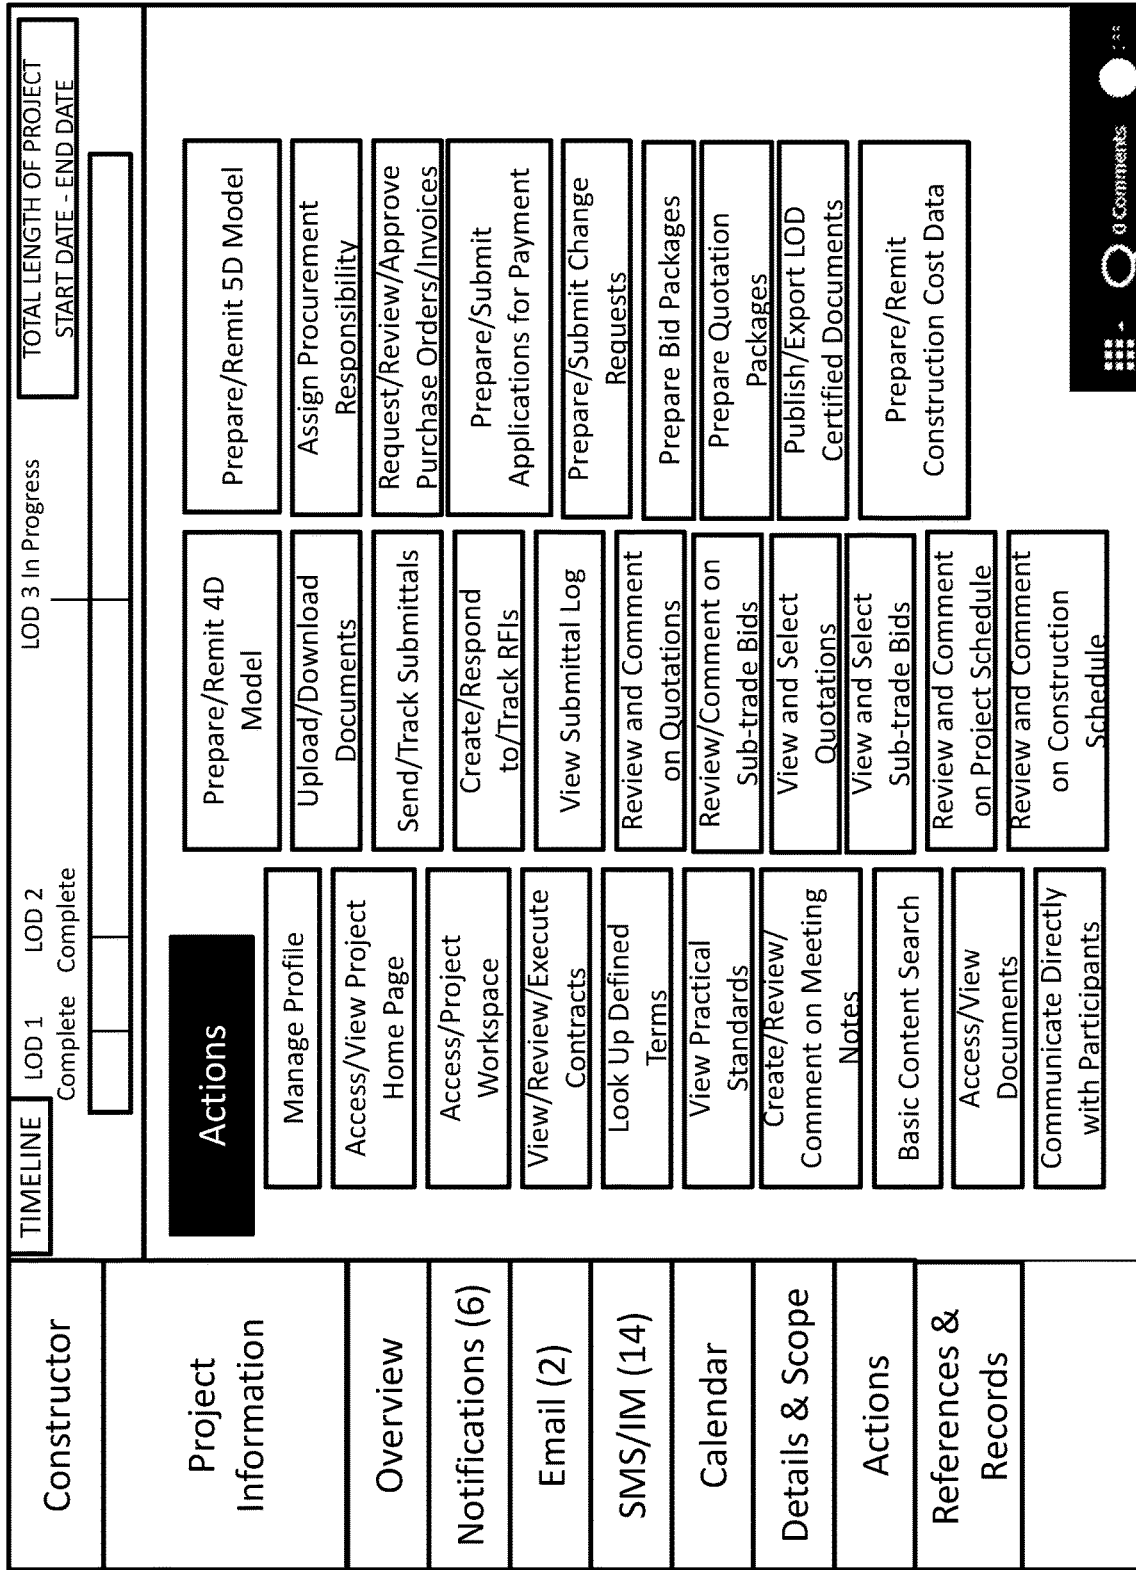 Constructor
Project
Information
Overview
Notifications (6)
Email (2)
SMS/IM (14)
Calendar
Details & Scope
Actions
References &
Records
TIMELINE
LOD 1
Complete
LOD 2
Complete
LOD 3 In Progress
TOTAL LENGTH OF PROJECT
START DATE - END DATE
Actions
Manage Profile
Access/View Project
Home Page
Access/Project
Workspace
View/Review/Execute
Contracts
Look Up Defined
Terms
View Practical
Standards
Create/Review/
Comment on Meeting
Notes
Basic Content Search
Access/View
Documents
Communicate Directly
with Participants
Prepare/Remit 4D
Model
Upload/Download
Documents
Send/Track Submittals
Create/Respond
to/Track RFIs
View Submittal Log
Review and Comment
on Quotations
Review/Comment on
Sub-trade Bids
View and Select
Quotations
View and Select
Sub-trade Bids
Review and Comment
on Project Schedule
Review and Comment
on Construction
Schedule
Prepare/Remit 5D Model
Assign Procurement
Responsibility
Request/Review/Approve
Purchase Orders/Invoices
Prepare/Submit
Applications for Payment
Prepare/Submit Change
Requests
Prepare Bid Packages
Prepare Quotation
Packages
Publish/Export LOD
Certified Documents
Prepare/Remit
Construction Cost Data
0 Comments